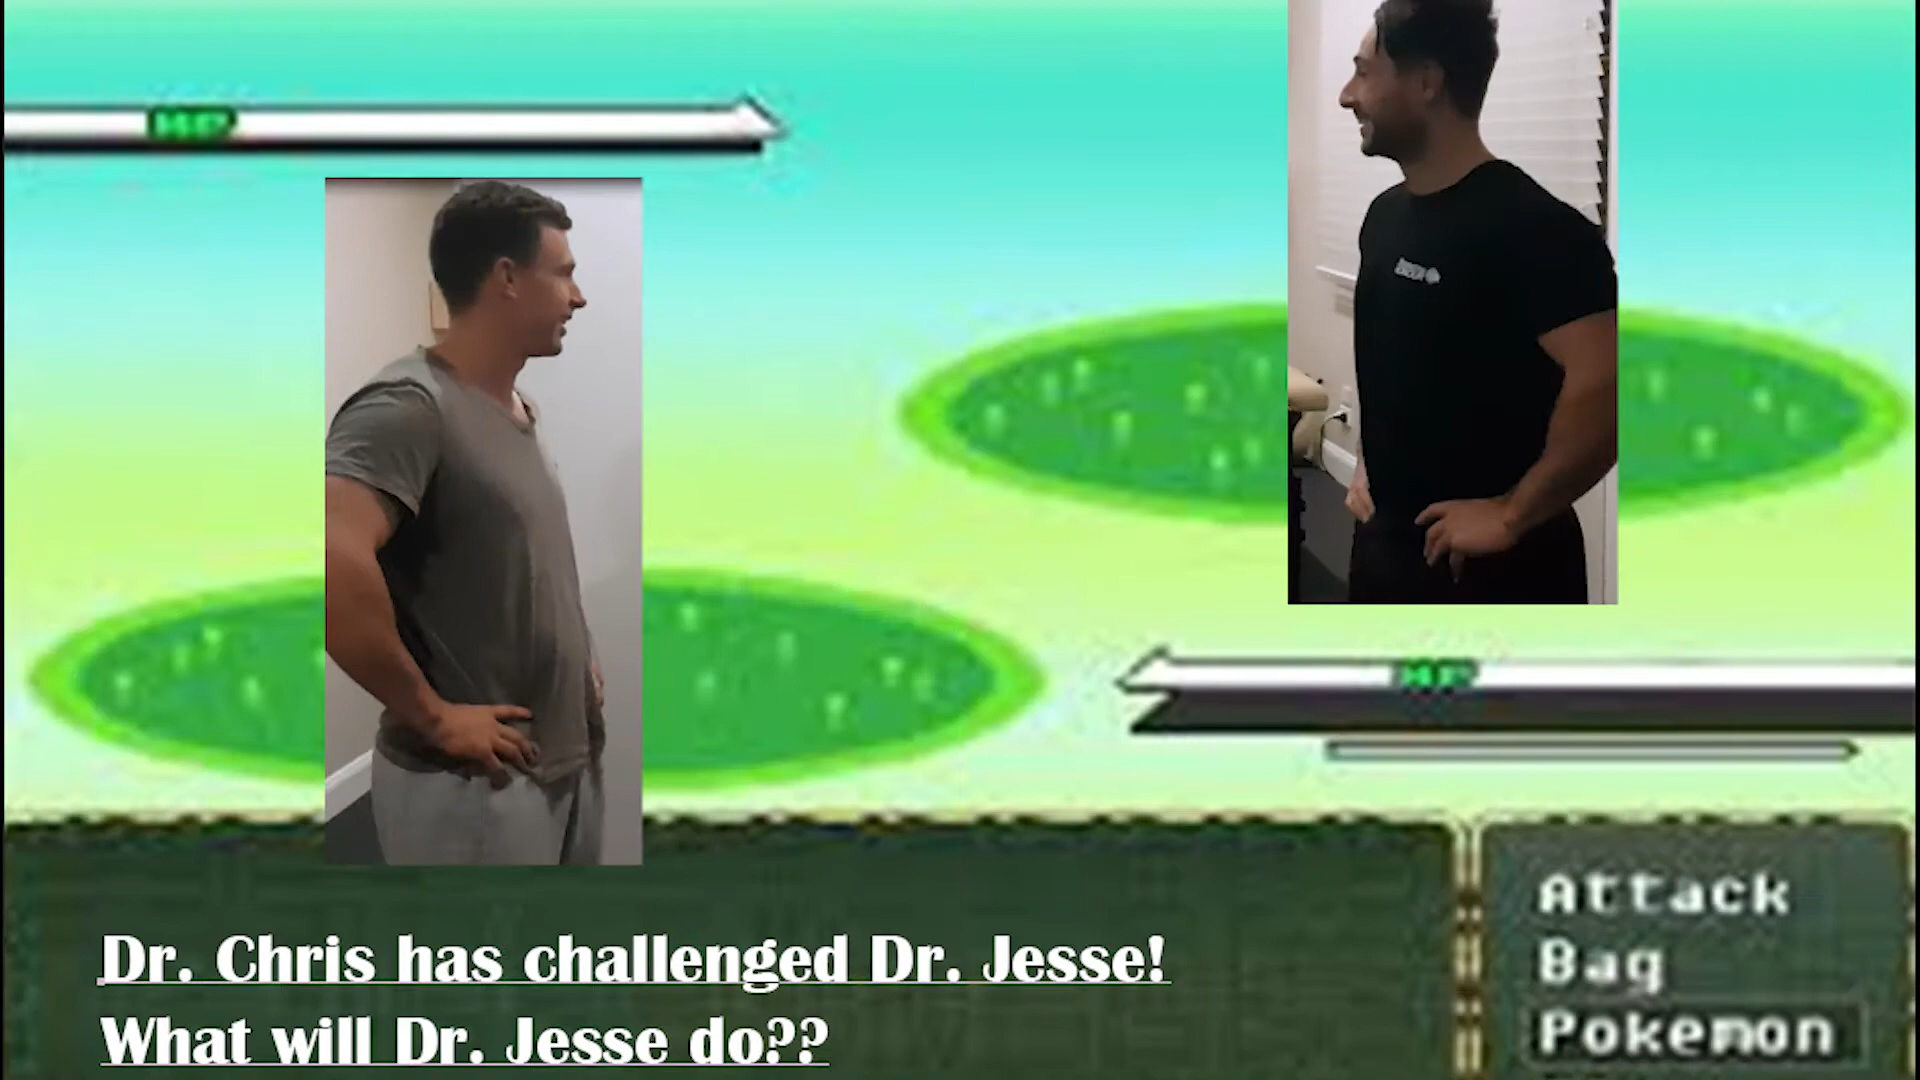 HP
HP
Attack
Bag
Pokemon
Dr. Chris has challenged Dr. Jesse!
What will Dr. Jesse do??